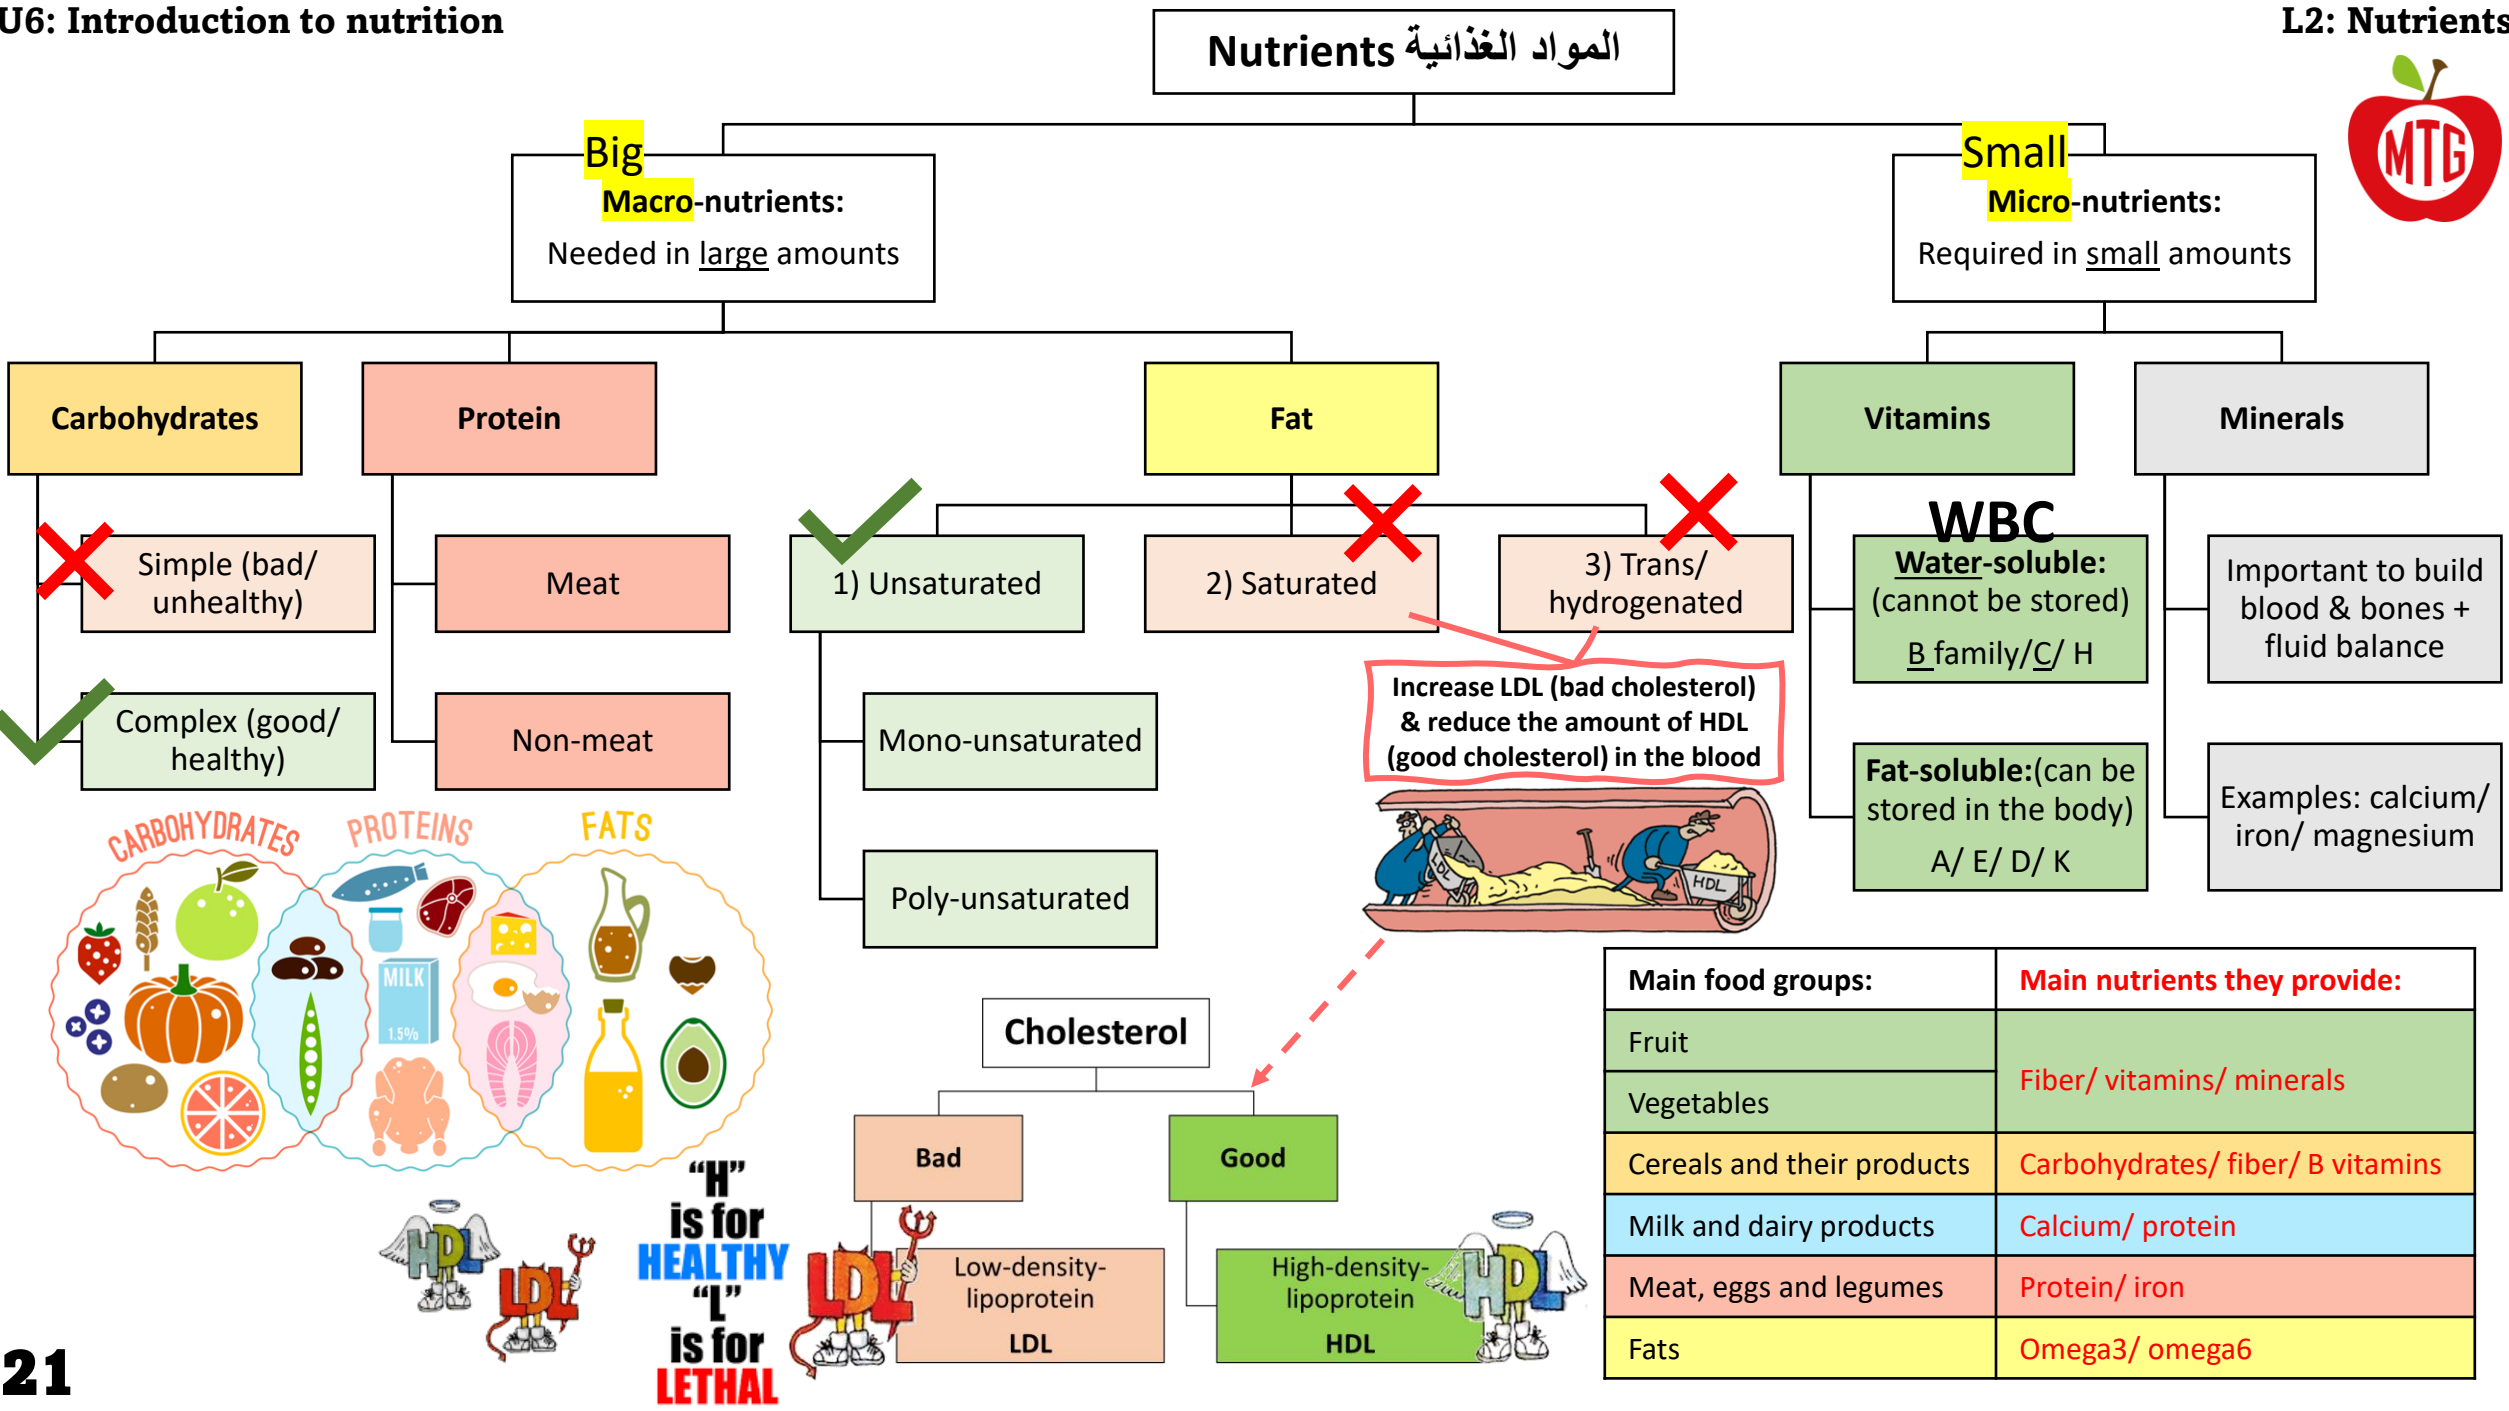 U6: Introduction to nutrition
L2: Nutrients
Nutrients المواد الغذائية
MTG
Big
Macro-nutrients:
Needed in large amounts
Small
Micro-nutrients:
Required in small amounts
Carbohydrates
Protein
Fat
Vitamins
Minerals
Simple (bad/
unhealthy)
Complex (good/
healthy)
Meat
Non-meat
1) Unsaturated
2) Saturated
3) Trans/
hydrogenated
Mono-unsaturated
Poly-unsaturated
Increase LDL (bad cholesterol)
& reduce the amount of HDL
(good cholesterol) in the blood
LDL
HDL
WBC
Water-soluble:
(cannot be stored)
B family/C/ H
Fat-soluble:(can be
stored in the body)
A/ E/ D/ K
Important to build
blood & bones +
fluid balance
Examples: calcium/
iron/ magnesium
CARBOHYDRATES
PROTEINS
FATS
MILK
1.5%
Cholesterol
Bad
Good
Low-density-
lipoprotein
LDL
High-density-
lipoprotein
HDL
HDL
LDL
"H"
is for
HEALTHY
"L"
is for
LETHAL
LDL
HDL
Main food groups:
Main nutrients they provide:
Fruit
Vegetables
Fiber/ vitamins/ minerals
Cereals and their products
Carbohydrates/ fiber/ B vitamins
Milk and dairy products
Calcium/ protein
Meat, eggs and legumes
Protein/ iron
Fats
Omega3/ omega6
21